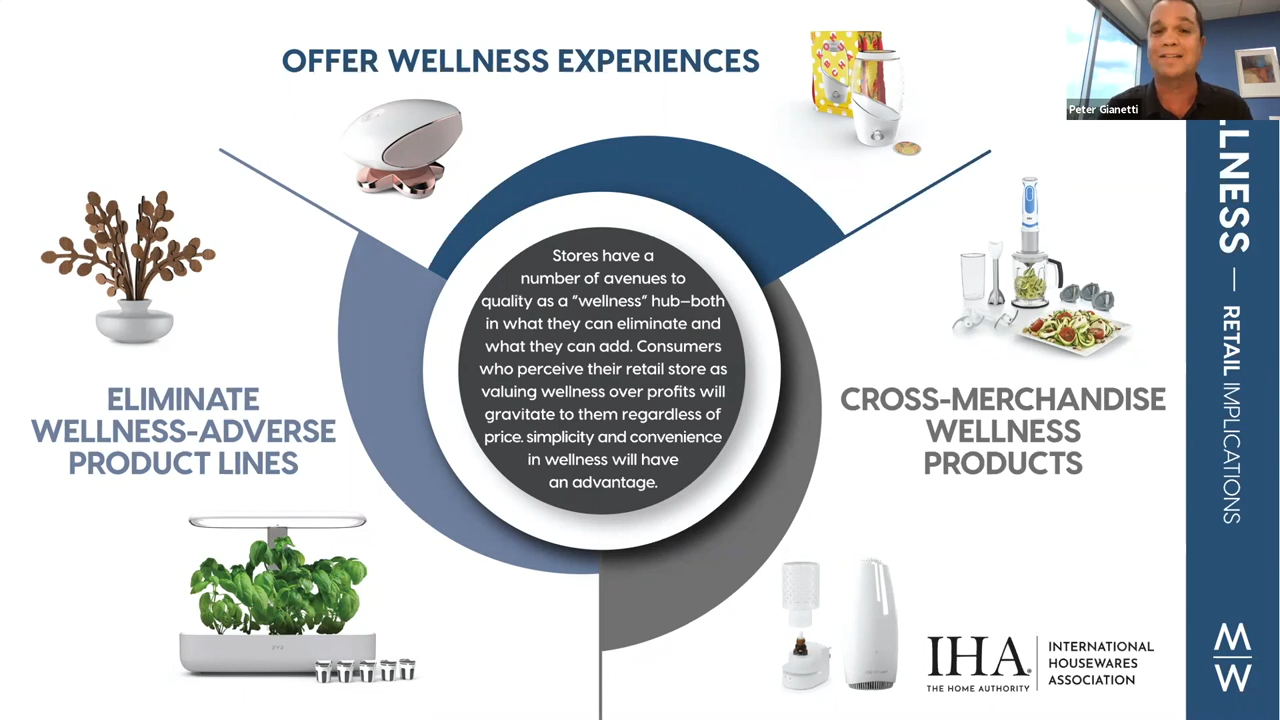 OFFER WELLNESS EXPERIENCES
Peter Gianetti
Stores have a
number of avenues to
quality as a “wellness” hub–both
in what they can eliminate and
what they can add. Consumers
who perceive their retail store as
valuing wellness over profits will
gravitate to them regardless of
price. simplicity and convenience
in wellness will have
an advantage.
ELIMINATE
WELLNESS-ADVERSE
PRODUCT LINES
CROSS-MERCHANDISE
WELLNESS
PRODUCTS
LLNESS — RETAIL IMPLICATIONS
IHA
THE HOME AUTHORITY
INTERNATIONAL
HOUSEWARES
ASSOCIATION
M
W